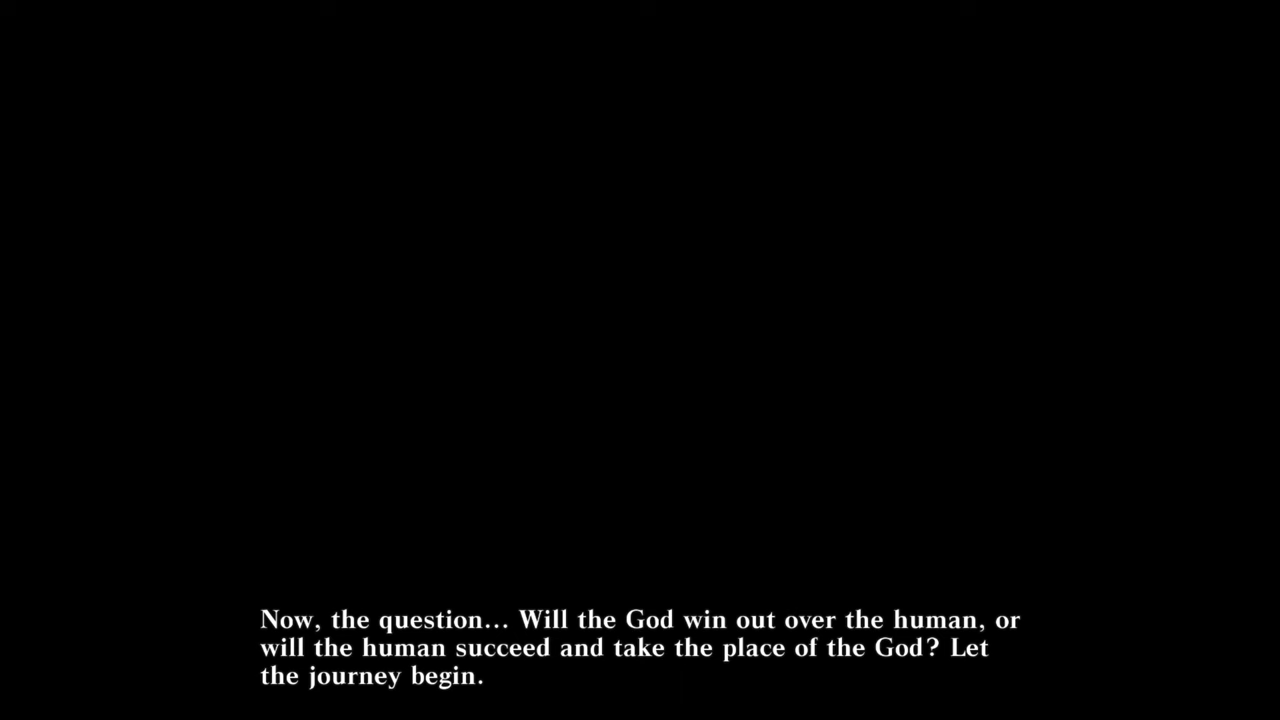 Now, the question... Will the God win out over the human, or
will the human succeed and take the place of the God? Let
the journey begin.